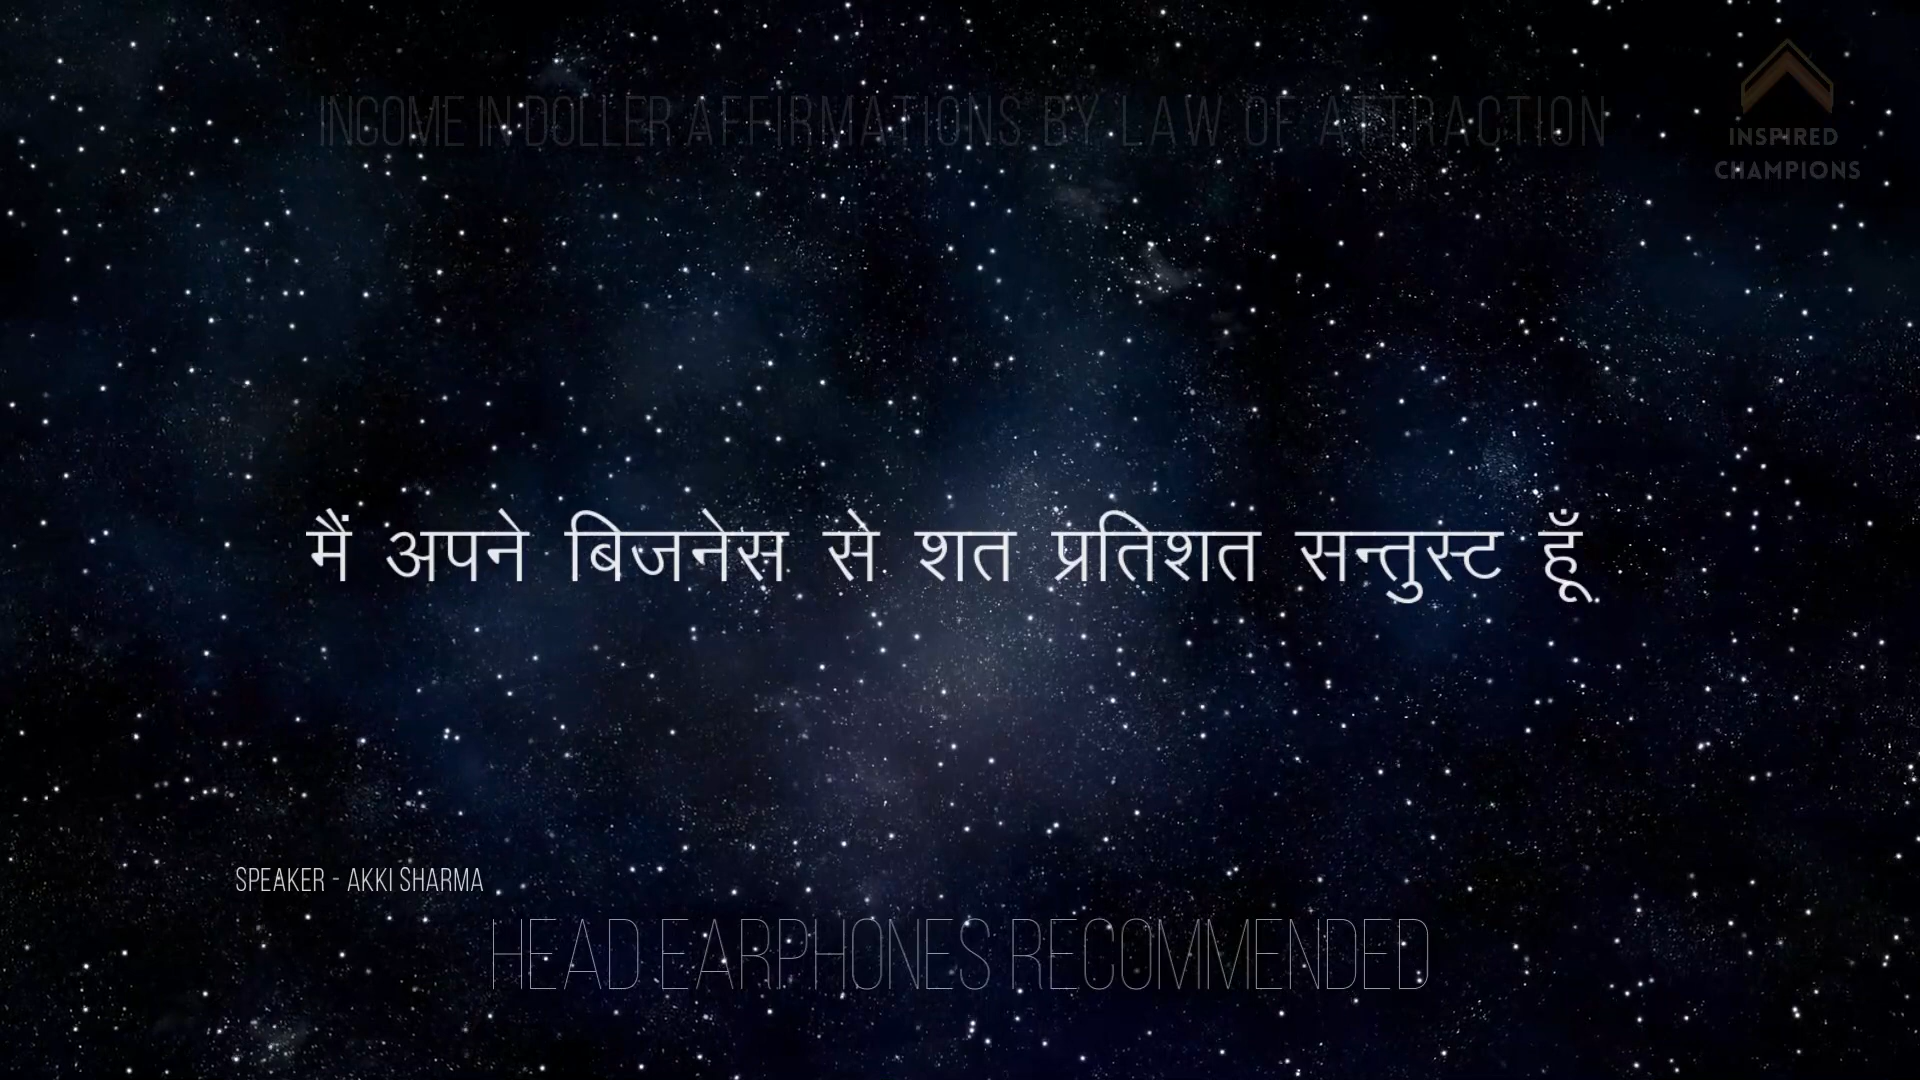 INCOME IN DOLLER AFFIRMATIONS BY LAW OF ATTRACTION
INSPIRED
CHAMPIONS
मैं अपने बिजनेस से शत प्रतिशत सन्तुस्ट हूँ
SPEAKER - AKKI SHARMA
HEAD EARPHONES RECOMMENDED